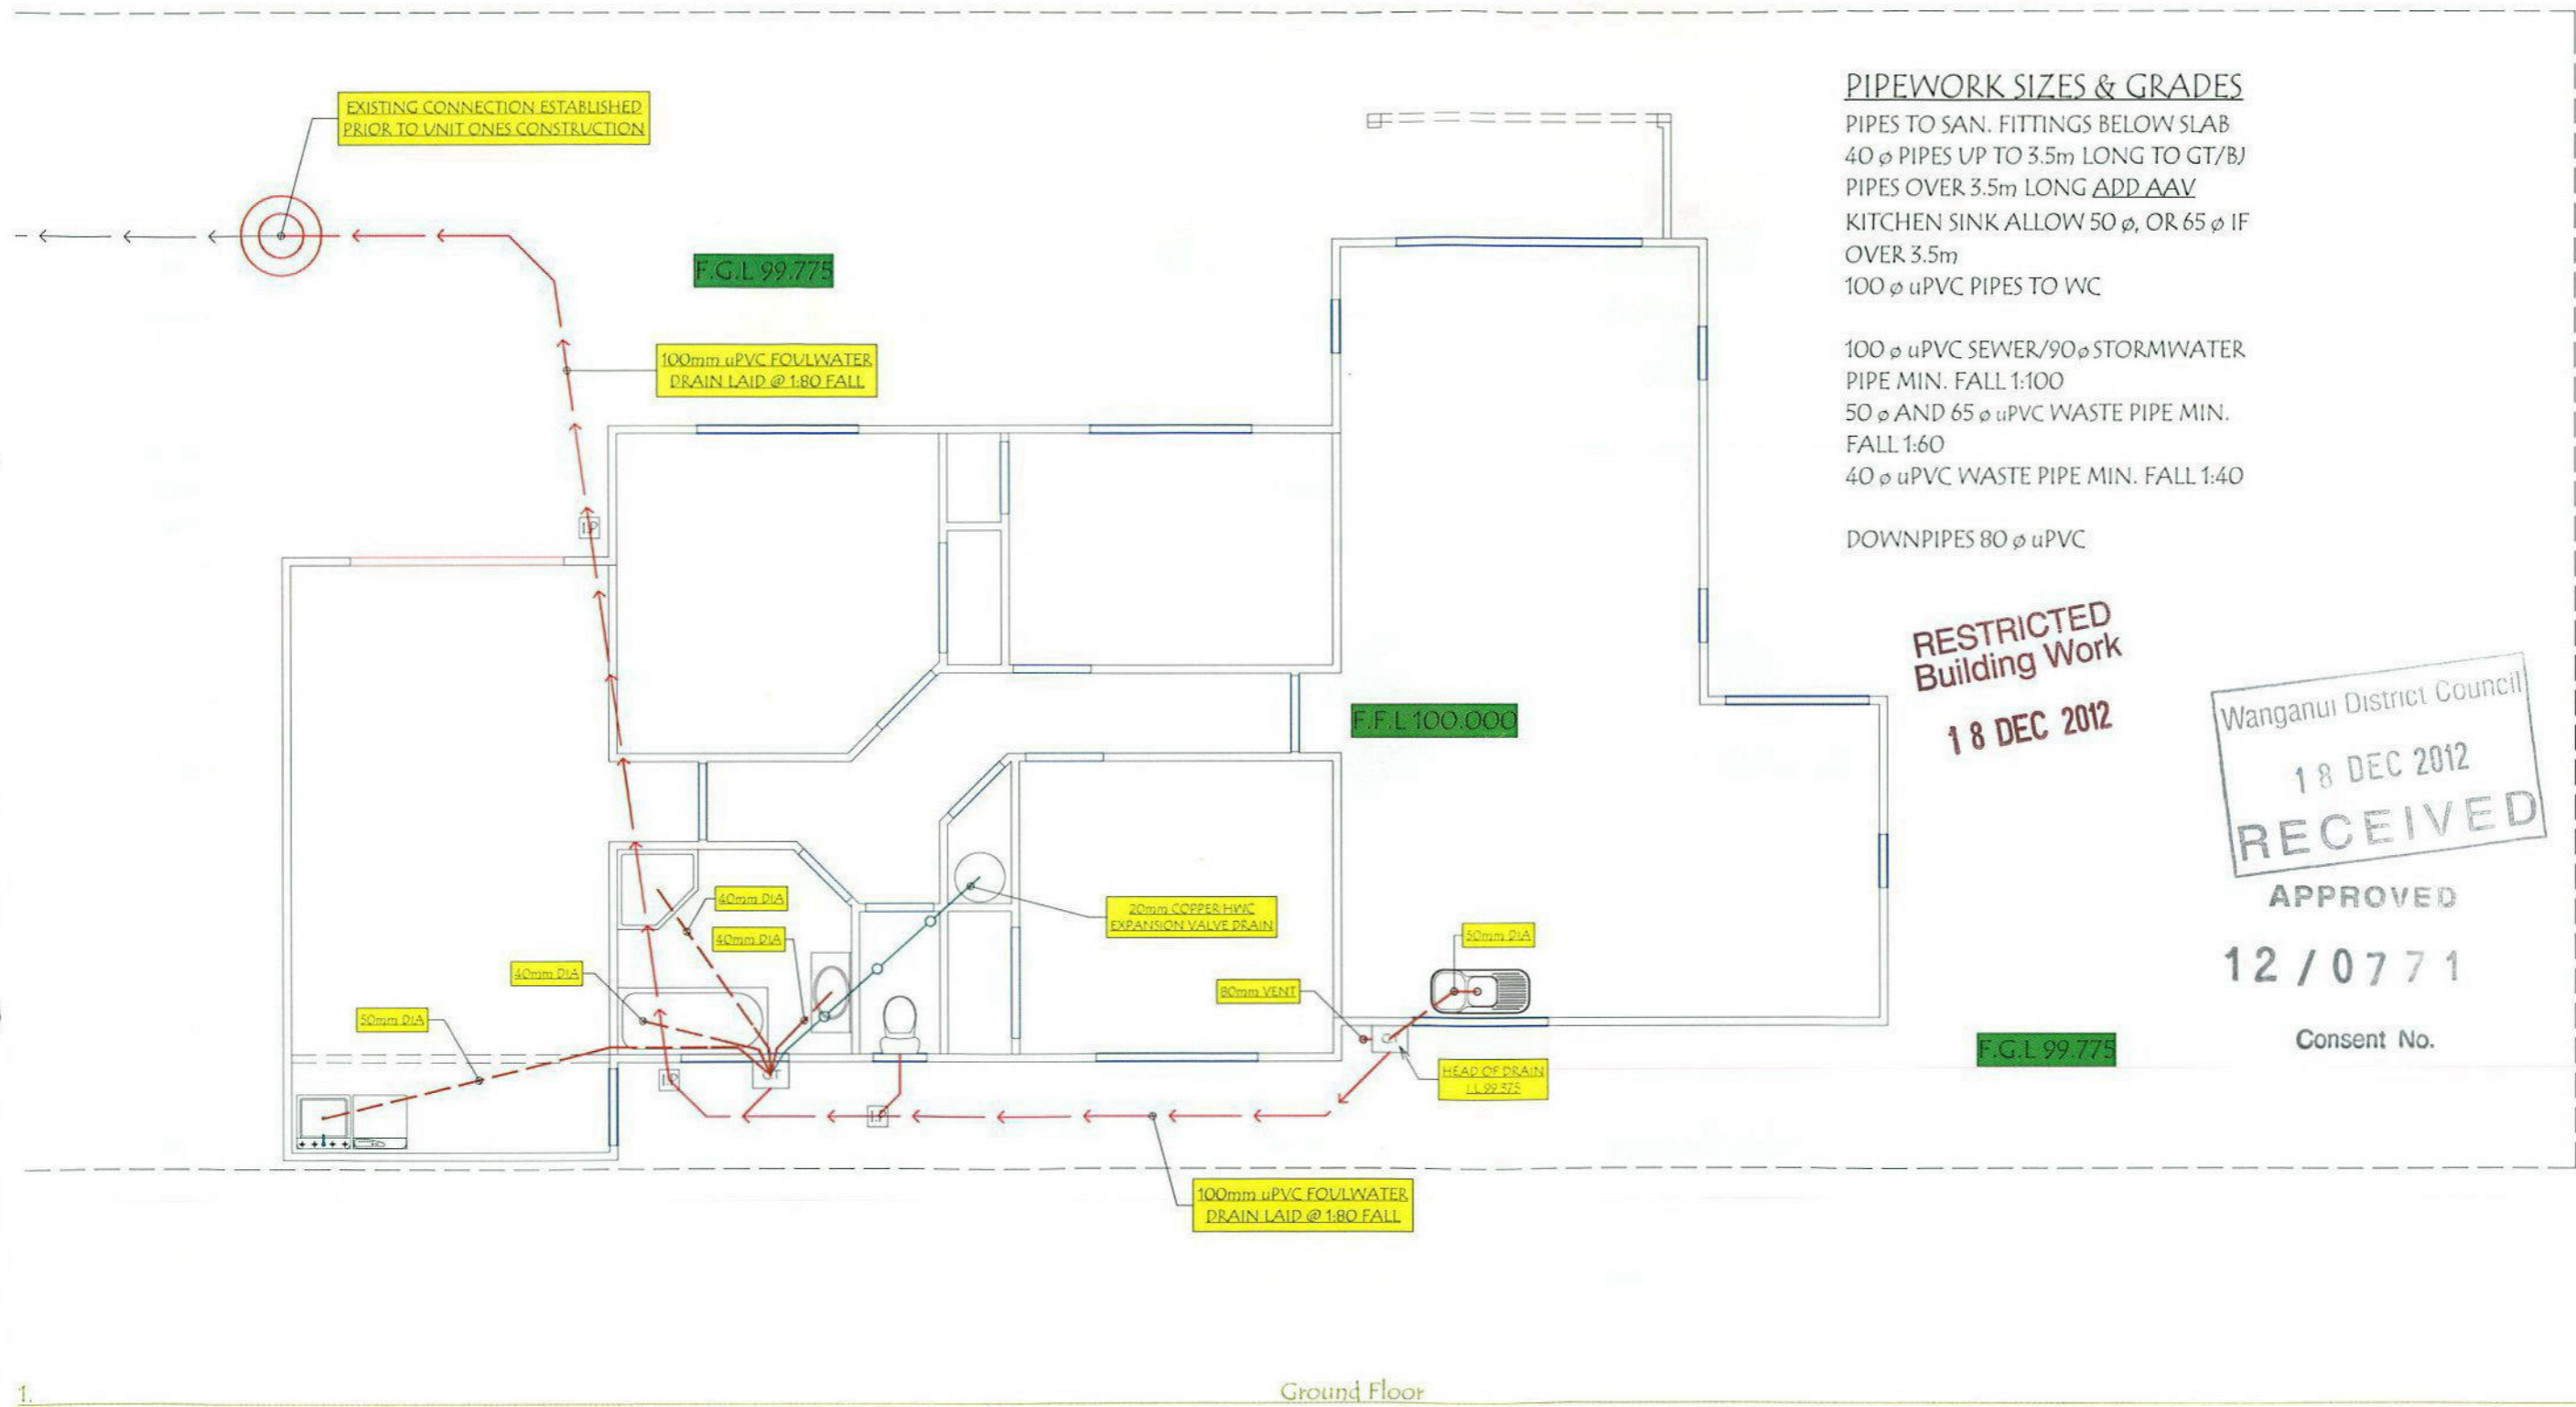 EXISTING CONNECTION ESTABLISHED
PRIOR TO UNIT ONES CONSTRUCTION
F.G.L 99.775
100mm uPVC FOULWATER
DRAIN LAID @ 1:80 FALL
I.P
PIPEWORK SIZES & GRADES
PIPES TO SAN. FITTINGS BELOW SLAB
40 ø PIPES UP TO 3.5m LONG TO GT/BJ
PIPES OVER 3.5m LONG ADD AAV
KITCHEN SINK ALLOW 50 ø, OR 65 ø IF
OVER 3.5m
100 ø uPVC PIPES TO WC
100 ø uPVC SEWER/90 ø STORMWATER
PIPE MIN. FALL 1:100
50 ø AND 65 ø uPVC WASTE PIPE MIN.
FALL 1:60
40 ø uPVC WASTE PIPE MIN. FALL 1:40
DOWNPIPES 80 ø uPVC
RESTRICTED
Building Work
18 DEC 2012
Wanganui District Council
18 DEC 2012
RECEIVED
APPROVED
12/0771
Consent No.
F.F.L 100.000
40mm DIA
40mm DIA
40mm DIA
50mm DIA
20mm COPPER HWC
EXPANSION VALVE DRAIN
50mm DIA
80mm VENT
HEAD OF DRAIN
I.L 99.375
F.G.L 99.775
I.P
GT
I.P
100mm uPVC FOULWATER
DRAIN LAID @ 1:80 FALL
1.
Ground Floor